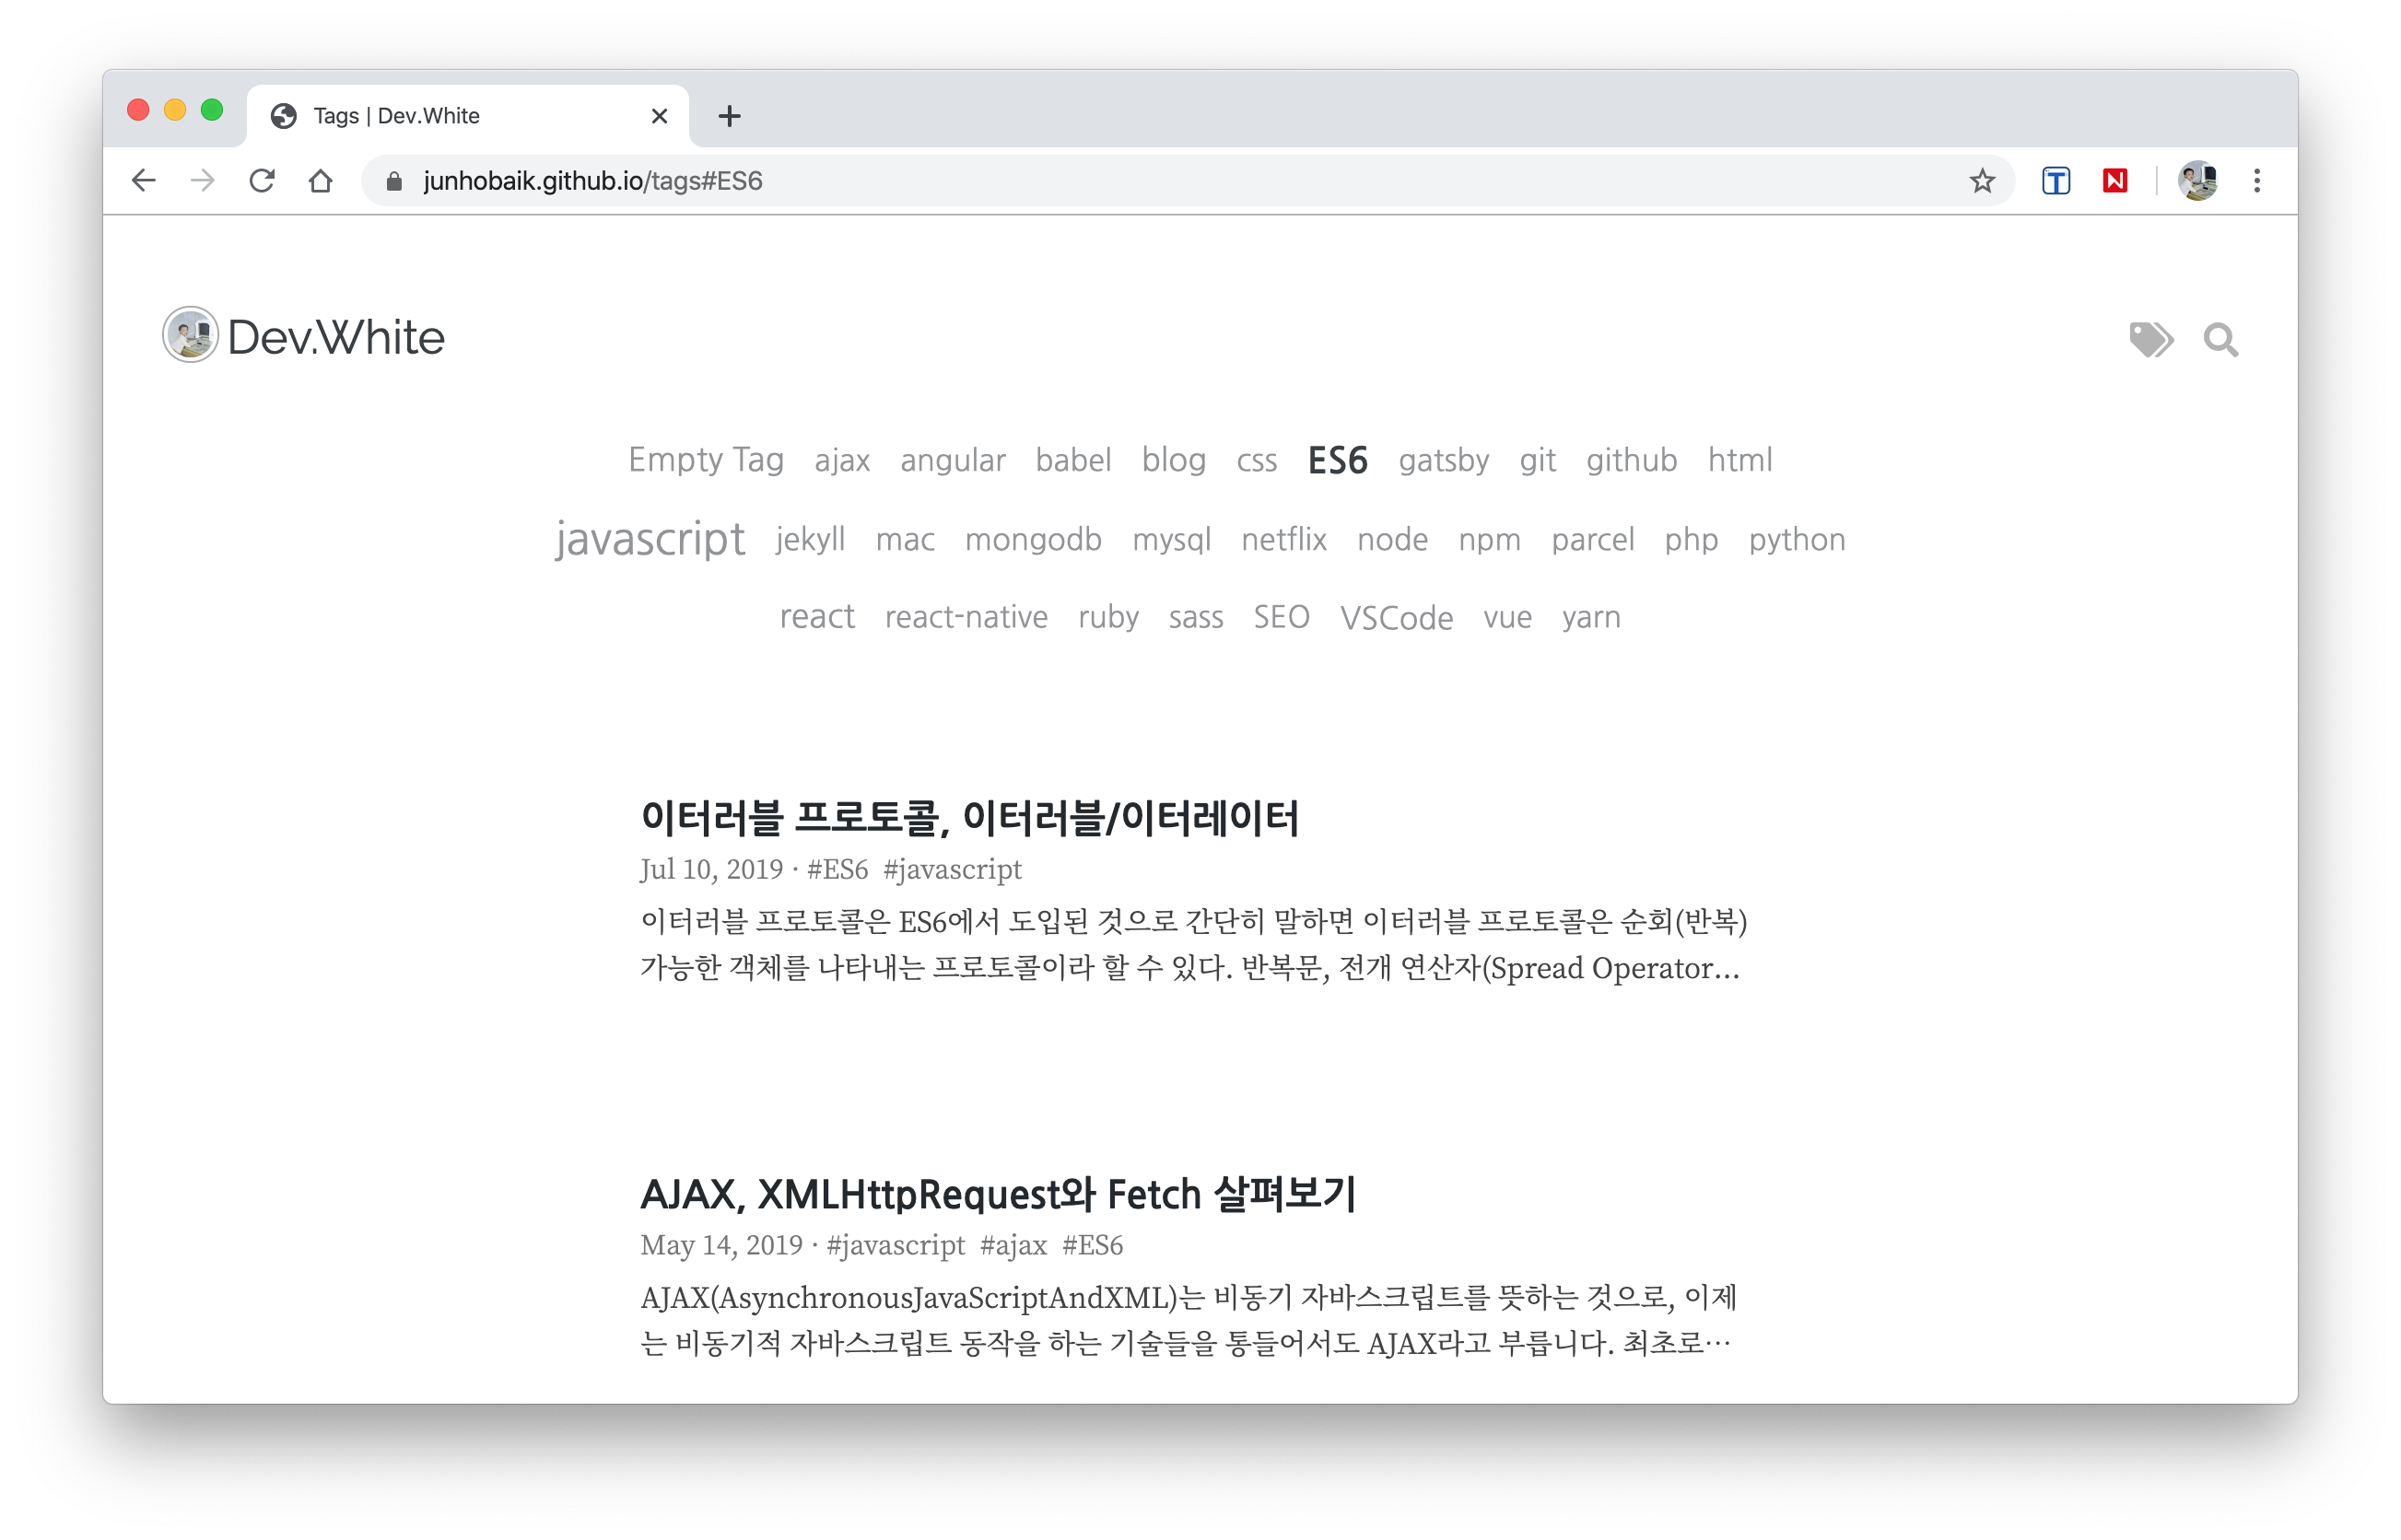 Tags | Dev.White
junhobaik.github.io/tags#ES6
Dev.White
Empty Tag ajax angular babel blog css ES6 gatsby git github html
javascript jekyll mac mongodb mysql netflix node npm parcel php python
react react-native ruby sass SEO VSCode vue yarn
이터러블 프로토콜, 이터러블/이터레이터
Jul 10, 2019 · #ES6 #javascript
이터러블 프로토콜은 ES6에서 도입된 것으로 간단히 말하면 이터러블 프로토콜은 순회(반복)
가능한 객체를 나타내는 프로토콜이라 할 수 있다. 반복문, 전개 연산자(Spread Operator…
AJAX, XMLHttpRequest와 Fetch 살펴보기
May 14, 2019 · #javascript #ajax #ES6
AJAX(AsynchronousJavaScriptAndXML)는 비동기 자바스크립트를 뜻하는 것으로, 이제
는 비동기적 자바스크립트 동작을 하는 기술들을 통들어서도 AJAX라고 부릅니다. 최초로…